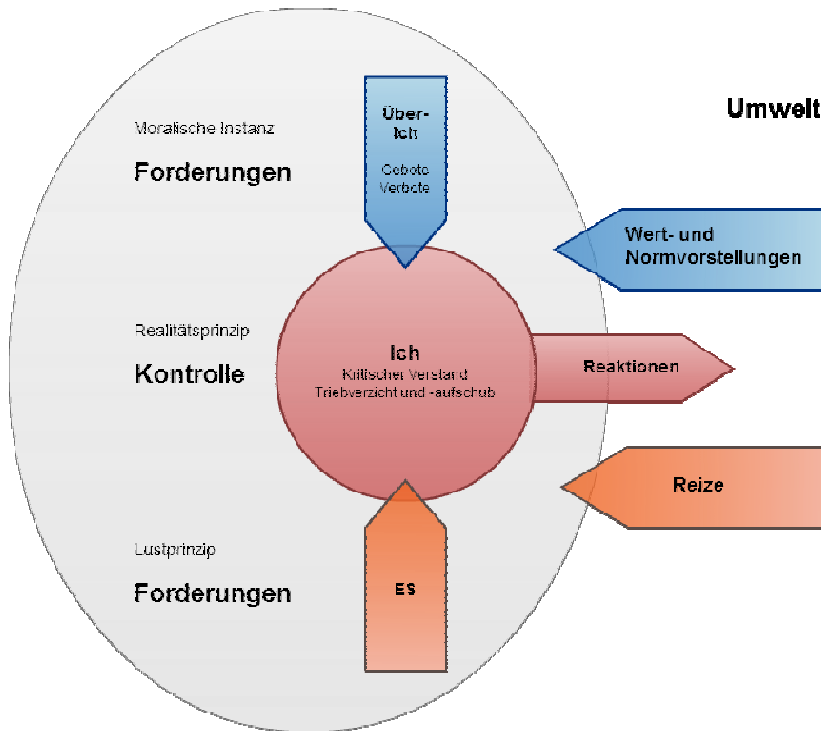 Umwelt
Moralische Instanz
Forderungen
Über-
Ich
Gebote
Verbote
Wert- und
Normvorstellungen
Realitätsprinzip
Kontrolle
Ich
Kritischer Verstand
Triebverzicht und -aufschub
Reaktionen
Reize
Lustprinzip
Forderungen
ES